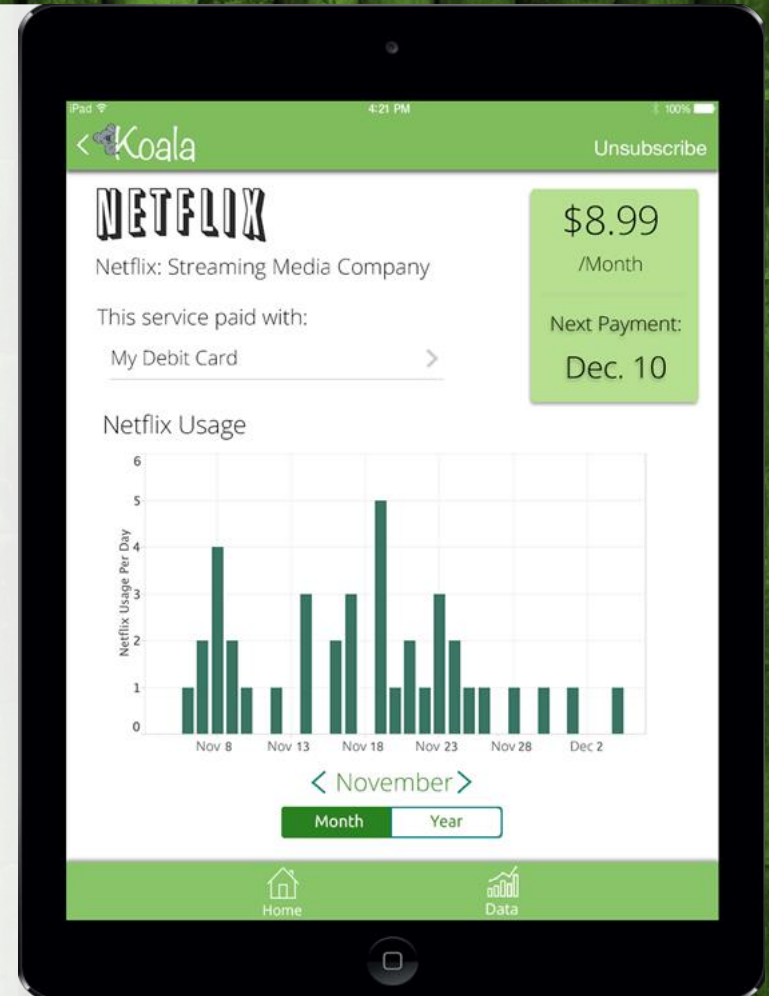 iPad 4:21 PM 100%
Koala Unsubscribe
NETFLIX
Netflix: Streaming Media Company
$8.99
/Month
Next Payment:
Dec. 10
This service paid with:
My Debit Card
Netflix Usage
Netflix Usage Per Day
6
5
4
3
2
1
0
Nov 8 Nov 13 Nov 18 Nov 23 Nov 28 Dec 2
< November >
Month Year
Home Data